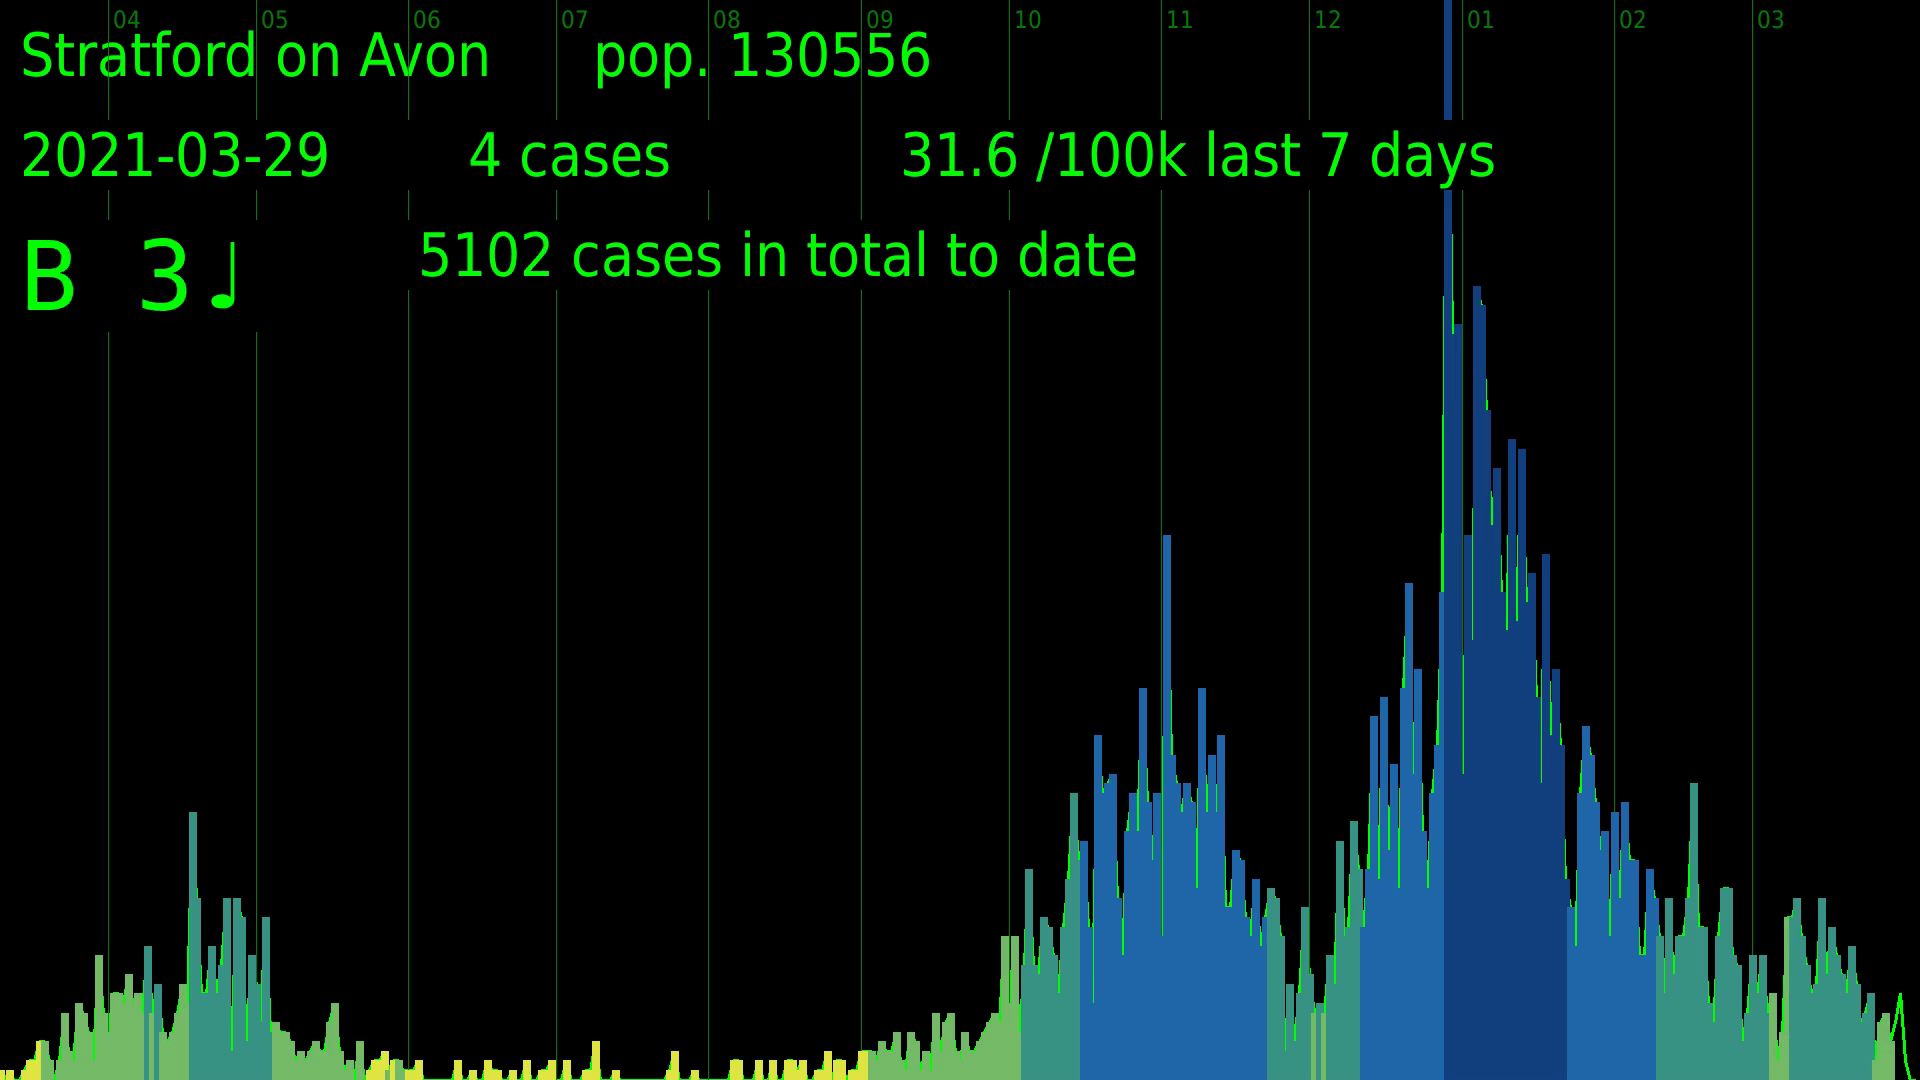 04 05 06 07 08 09 10 11 12 01 02 03
Stratford on Avon pop. 130556
2021-03-29 4 cases 31.6 /100k last 7 days
B 3♩ 5102 cases in total to date